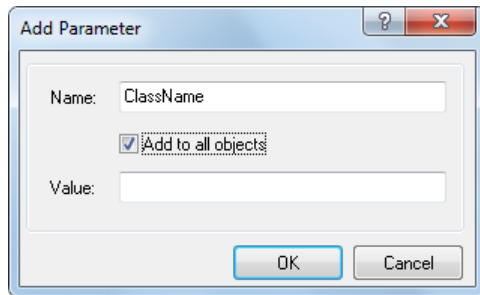 Add Parameter
Name: ClassName
Add to all objects
Value:
OK Cancel